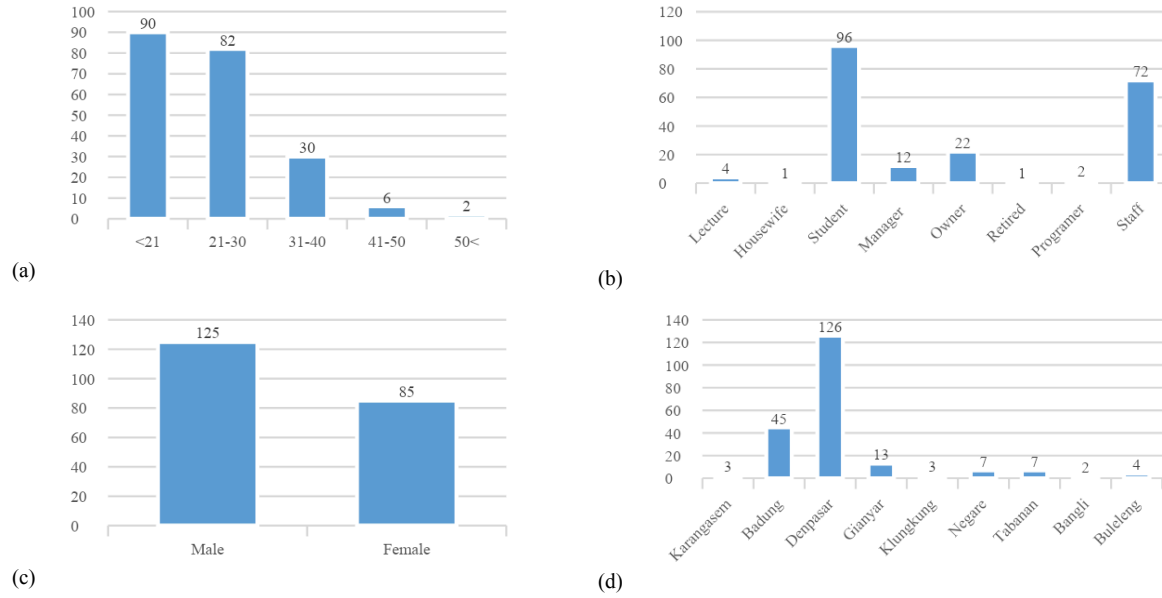 100
90
80
70
60
50
40
30
20
10
0
90
82
30
6
2
<21
21-30
31-40
41-50
50<
(a)
120
100
80
60
40
20
0
4
1
96
12
22
1
2
72
Lecture
Housewife
Student
Manager
Owner
Retired
Programer
Staff
(b)
140
120
100
80
60
40
20
0
125
85
Male
Female
(c)
140
120
100
80
60
40
20
0
3
45
126
13
3
7
7
2
4
Karangasem
Badung
Denpasar
Gianyar
Klungkung
Negare
Tabanan
Bangli
Buleleng
(d)